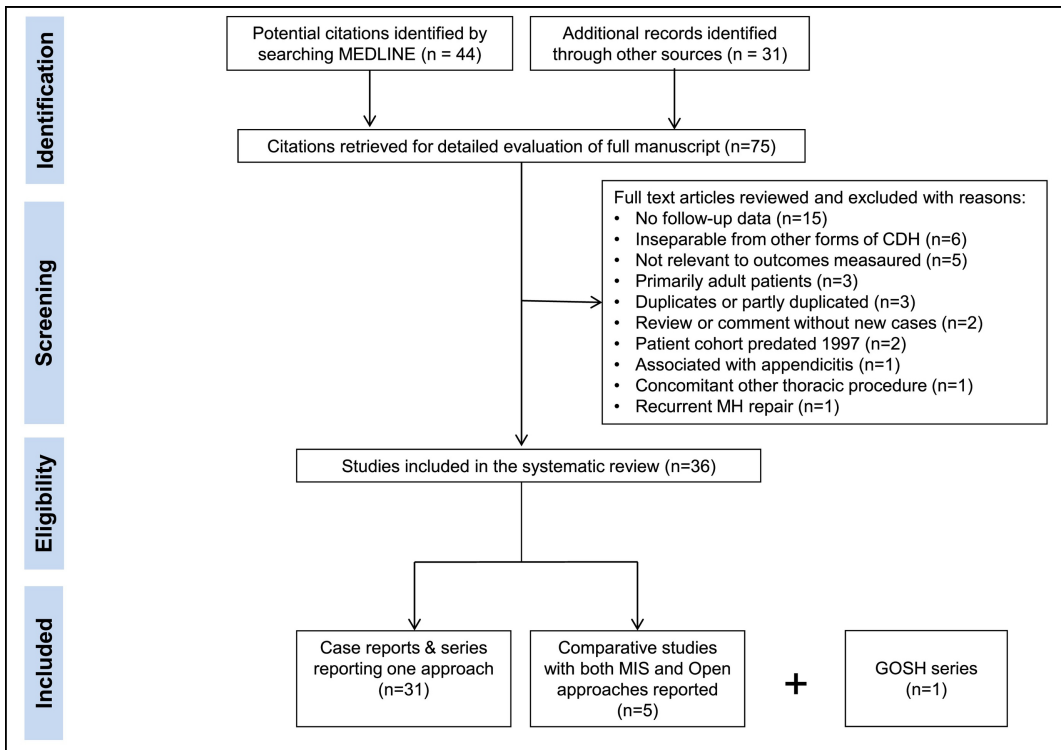 Identification
Potential citations identified by
searching MEDLINE (n = 44)
Additional records identified
through other sources (n = 31)
Citations retrieved for detailed evaluation of full manuscript (n=75)
Screening
Full text articles reviewed and excluded with reasons:
• No follow-up data (n=15)
• Inseparable from other forms of CDH (n=6)
• Not relevant to outcomes measaured (n=5)
• Primarily adult patients (n=3)
• Duplicates or partly duplicated (n=3)
• Review or comment without new cases (n=2)
• Patient cohort predated 1997 (n=2)
• Associated with appendicitis (n=1)
• Concomitant other thoracic procedure (n=1)
• Recurrent MH repair (n=1)
Eligibility
Studies included in the systematic review (n=36)
Included
Case reports & series
reporting one approach
(n=31)
Comparative studies
with both MIS and Open
approaches reported
(n=5)
+
GOSH series
(n=1)